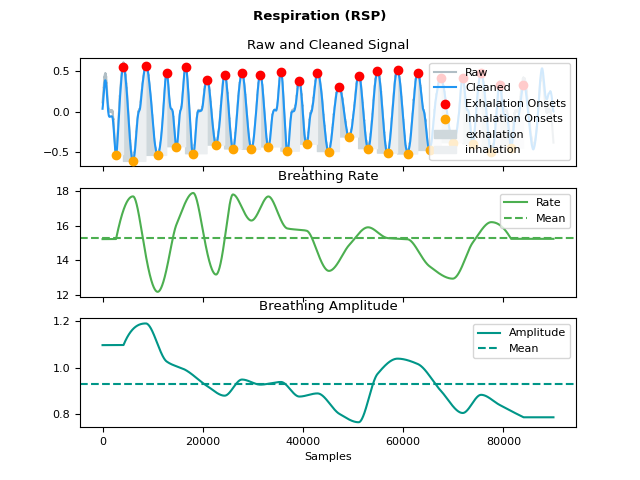 Respiration (RSP)
Raw and Cleaned Signal
0.5
0.0
−0.5
Raw
Cleaned
Exhalation Onsets
Inhalation Onsets
exhalation
inhalation
Breathing Rate
18
16
14
12
Rate
Mean
Breathing Amplitude
1.2
1.0
0.8
Amplitude
Mean
0 20000 40000 60000 80000
Samples